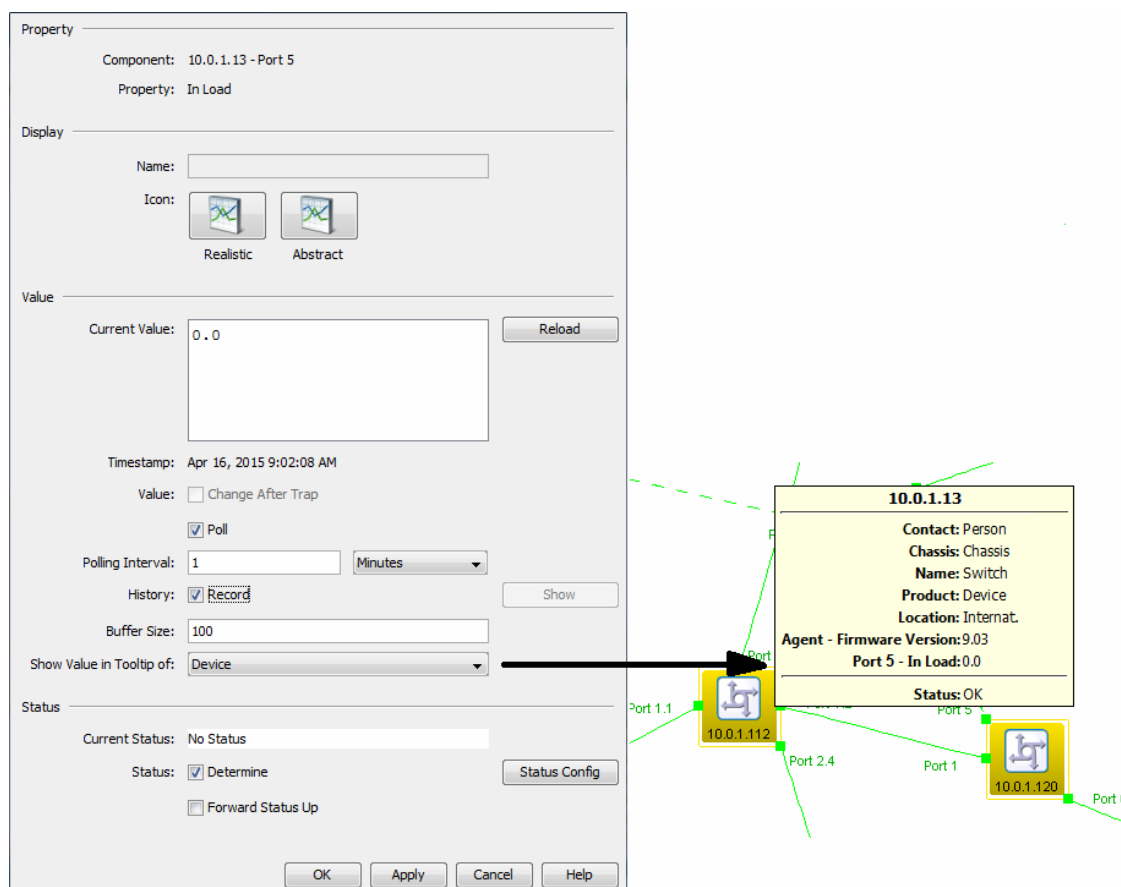 Property
Component: 10.0.1.13 - Port 5
Property: In Load
Display
Name:
Icon:
Realistic Abstract
Value
Current Value: 0.0 Reload
Timestamp: Apr 16, 2015 9:02:08 AM
Value: Change After Trap
Poll
Polling Interval: 1 Minutes
History: Record Show
Buffer Size: 100
Show Value in Tooltip of: Device
Status
Current Status: No Status
Status: Determine Status Config
Forward Status Up
OK Apply Cancel Help
10.0.1.13
Contact: Person
Chassis: Chassis
Name: Switch
Product: Device
Location: Internat.
Agent - Firmware Version:9.03
Port 5 - In Load:0.0
Status:OK
Port
Port 1.1
Port 5
10.0.1.112
Port 2.4
Port 1
10.0.1.120
Port